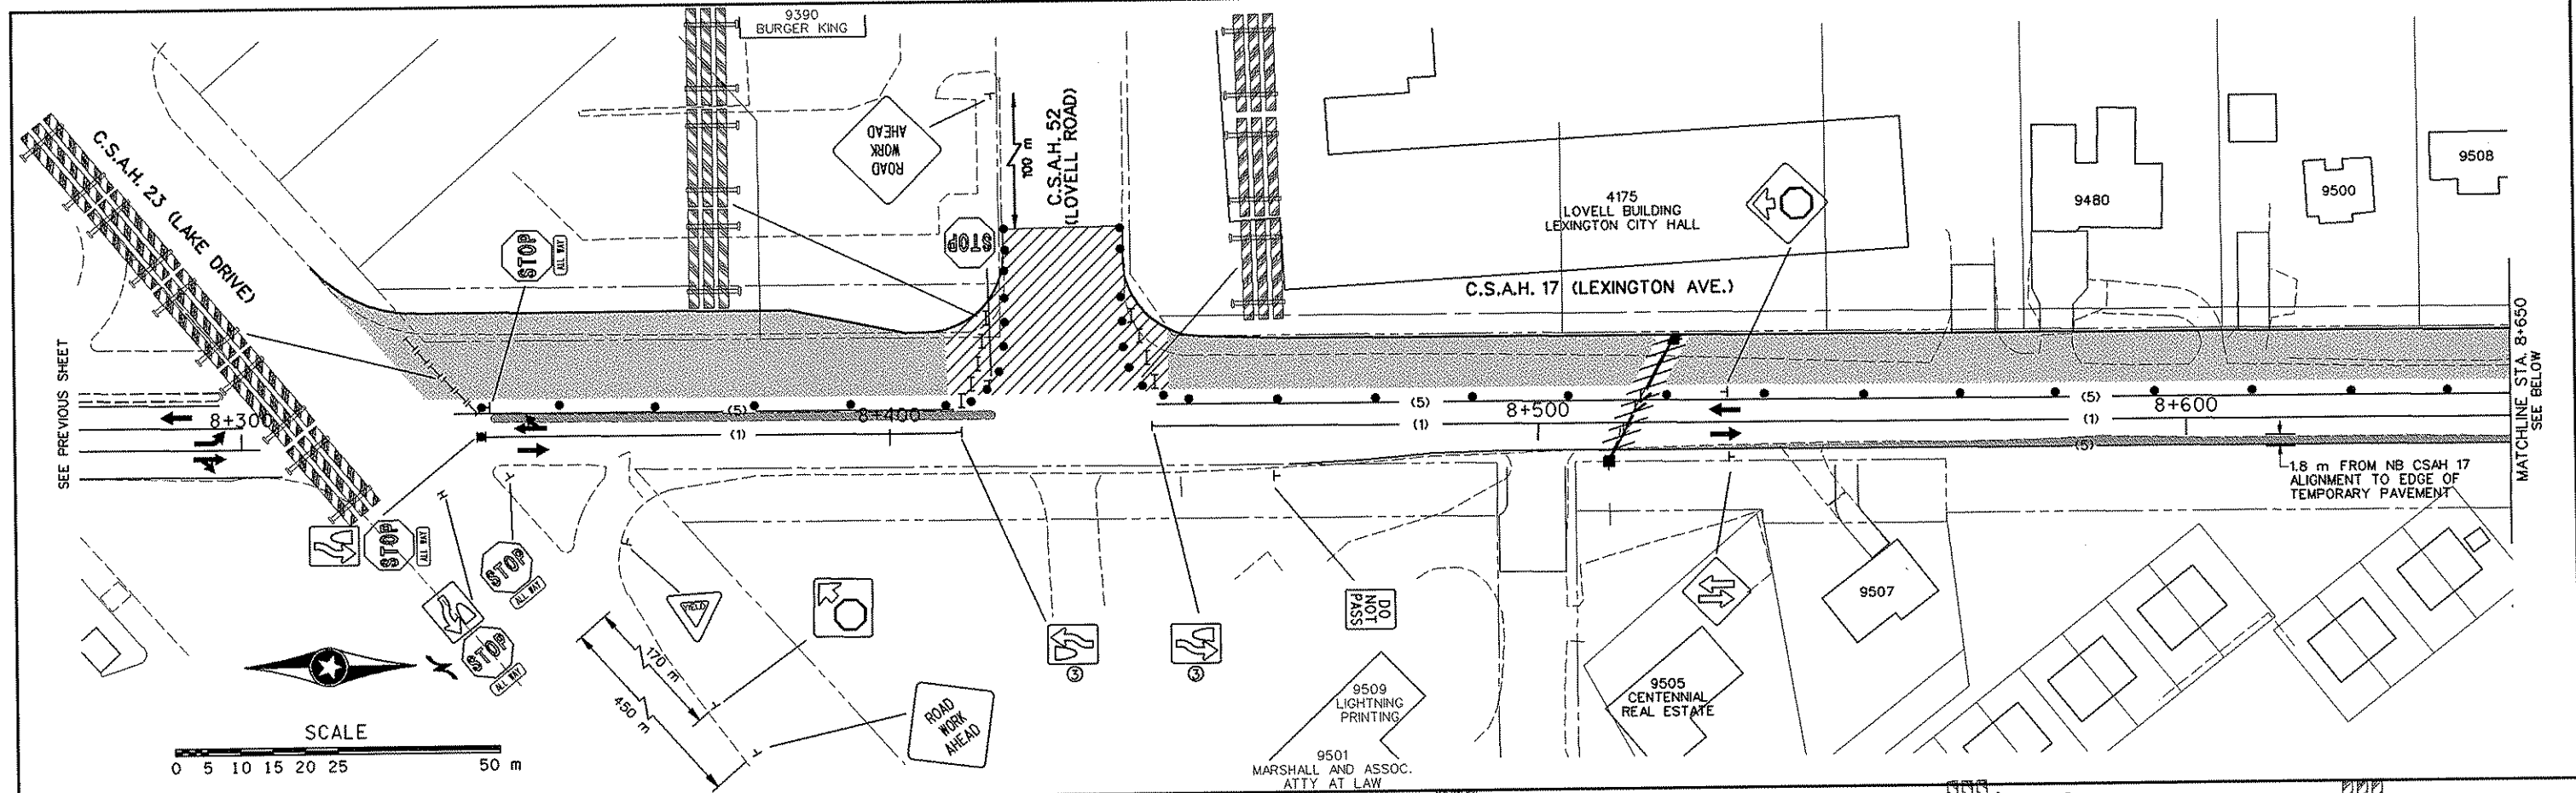 9390
BURGER KING
C.S.A.H. 23 (LAKE DRIVE)
ROAD
WORK
AHEAD
100 m
C.S.A.H. 52
(LOVELL ROAD)
STOP
STOP
ALL WAY
4175
LOVELL BUILDING
LEXINGTON CITY HALL
C.S.A.H. 17 (LEXINGTON AVE.)
9480
9500
9508
SEE PREVIOUS SHEET
8+300
(5)
8+400
(1)
(5)
8+500
(1)
(5)
8+600
(1)
(5)
MATCHLINE STA. 8+650
SEE BELOW
1.8 m FROM NB CSAH 17
ALIGNMENT TO EDGE OF
TEMPORARY PAVEMENT
STOP
ALL WAY
STOP
ALL WAY
STOP
ALL WAY
YIELD
170 m
450 m
ROAD
WORK
AHEAD
3
3
DO
NOT
PASS
9507
9505
CENTENNIAL
REAL ESTATE
9509
LIGHTNING
PRINTING
9501
MARSHALL AND ASSOC.
ATTY AT LAW
SCALE
0 5 10 15 20 25 50 m